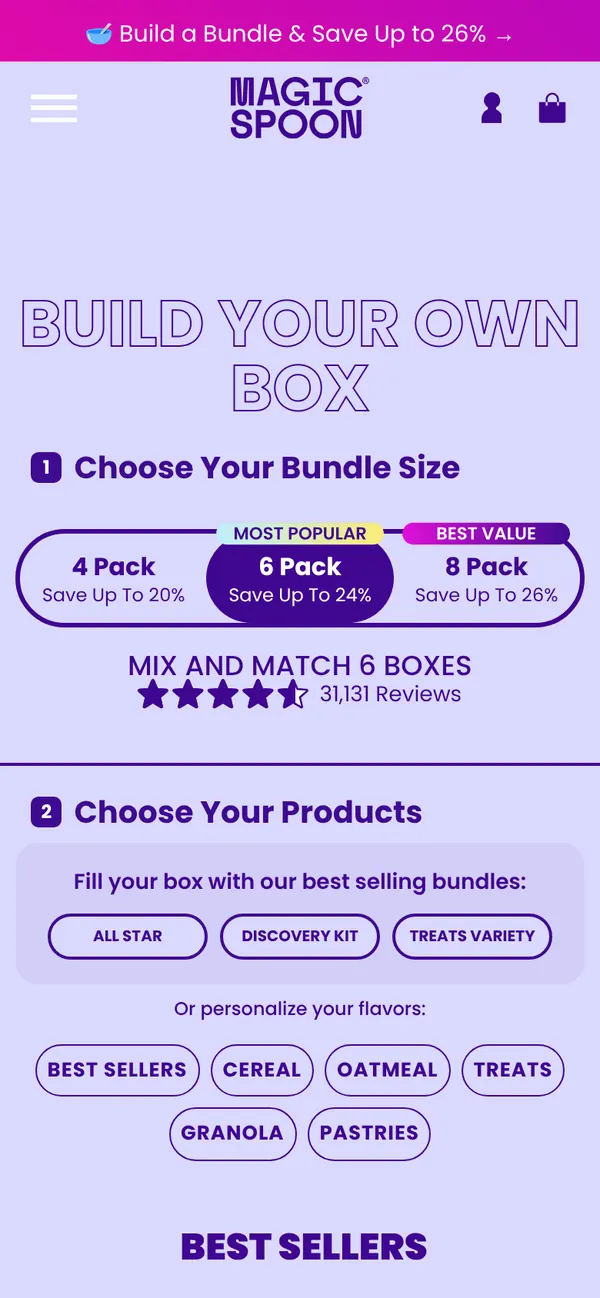 🥣 Build a Bundle & Save Up to 26% →
MAGIC®
SPOON
BUILD YOUR OWN
BOX
1 Choose Your Bundle Size
MOST POPULAR BEST VALUE
4 Pack 6 Pack 8 Pack
Save Up To 20% Save Up To 24% Save Up To 26%
MIX AND MATCH 6 BOXES
31,131 Reviews
2 Choose Your Products
Fill your box with our best selling bundles:
ALL STAR DISCOVERY KIT TREATS VARIETY
Or personalize your flavors:
BEST SELLERS CEREAL OATMEAL TREATS
GRANOLA PASTRIES
BEST SELLERS